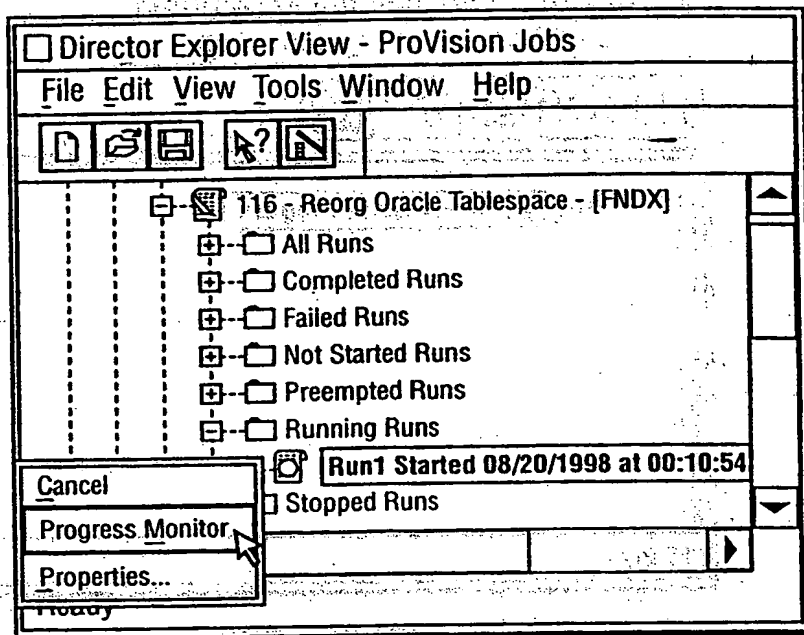 Director Explorer View - ProVision Jobs
File Edit View Tools Window Help
?
116 - Reorg Oracle Tablespace - [FNDX]
All Runs
Completed Runs
Failed Runs
Not Started Runs
Preempted Runs
Running Runs
Run1 Started 08/20/1998 at 00:10:54
Cancel
Stopped Runs
Progress Monitor
Properties...
Ready